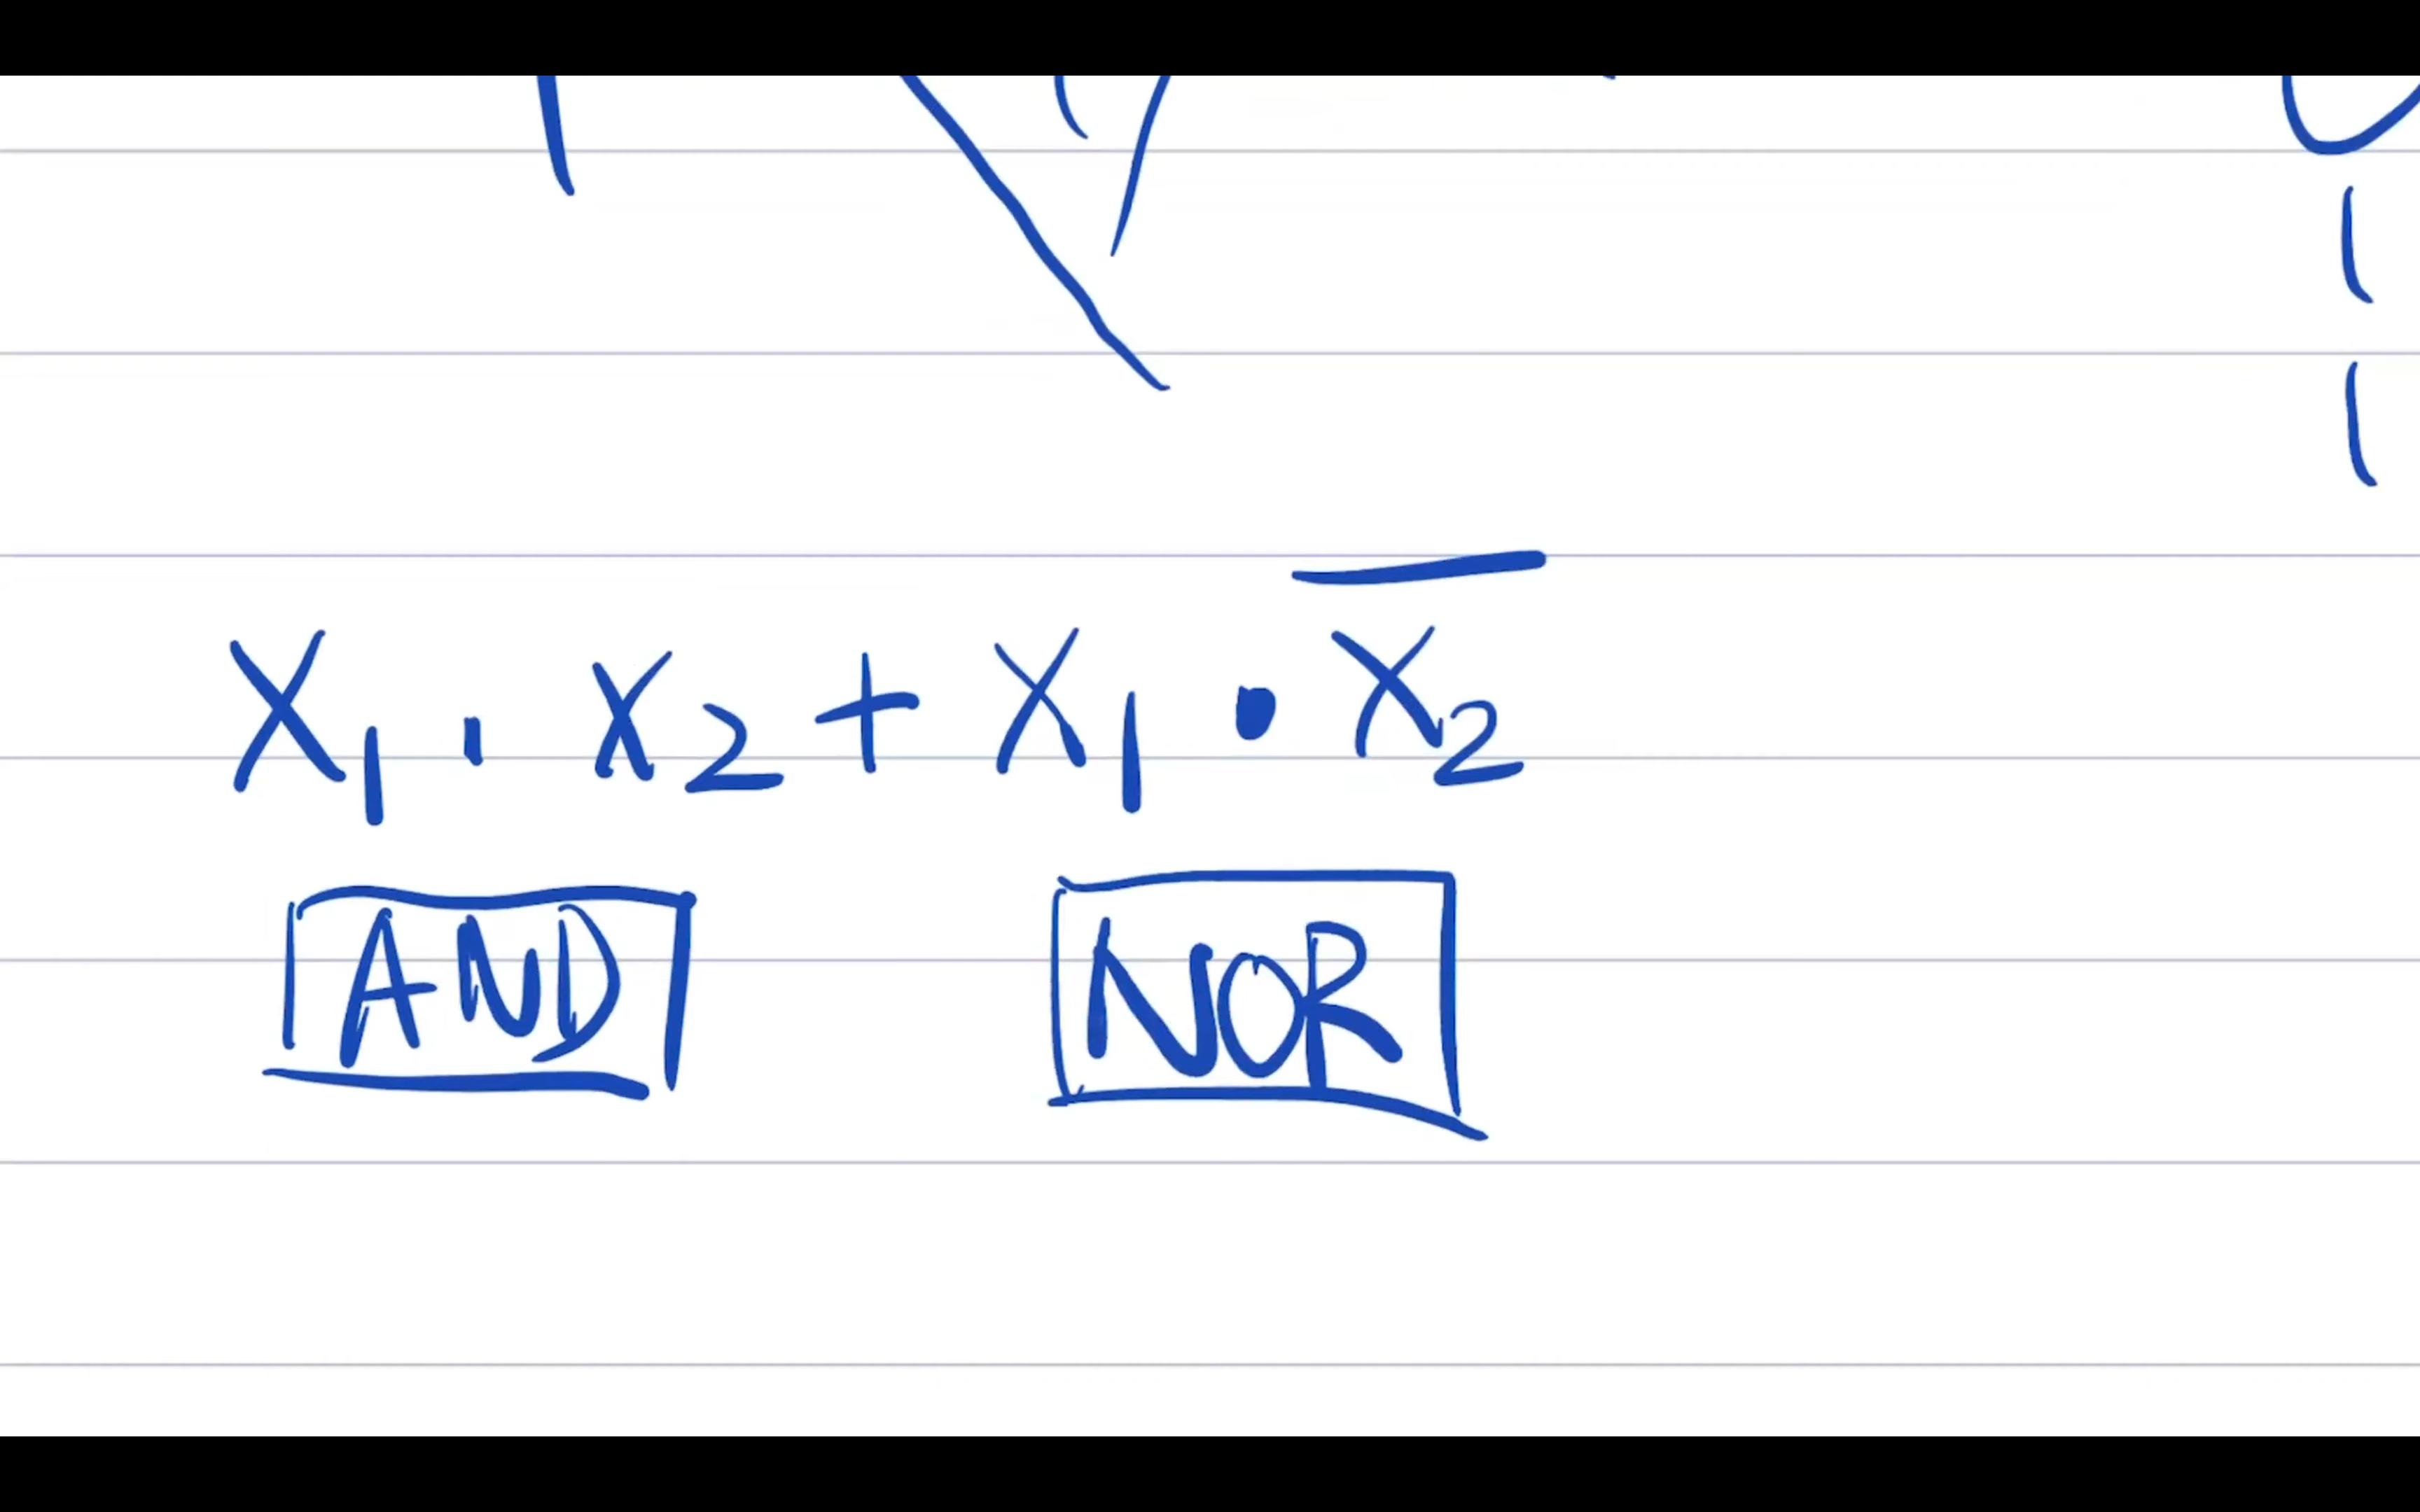 X₁ . X₂ + X₁ · X̅₂
AND NOR